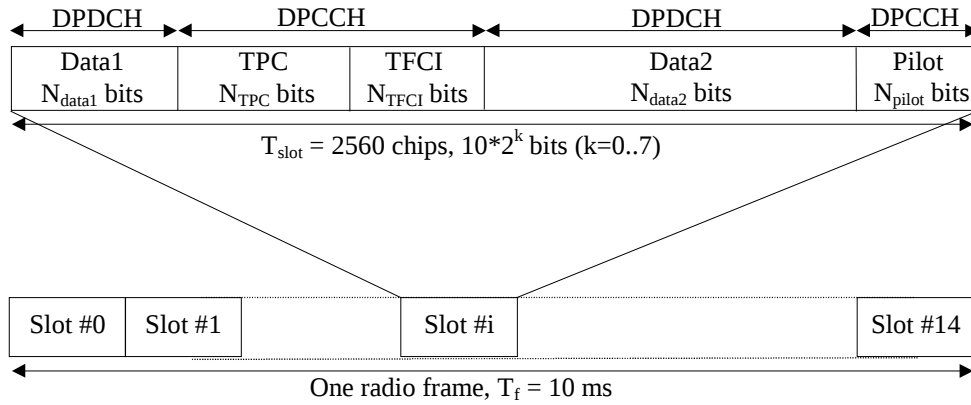 DPDCH DPCCH DPDCH DPCCH
Data1 TPC TFCI Data2 Pilot
N_data1 bits N_TPC bits N_TFCI bits N_data2 bits N_pilot bits
T_slot = 2560 chips, 10*2^k bits (k=0..7)
Slot #0 Slot #1 Slot #i Slot #14
One radio frame, T_f = 10 ms